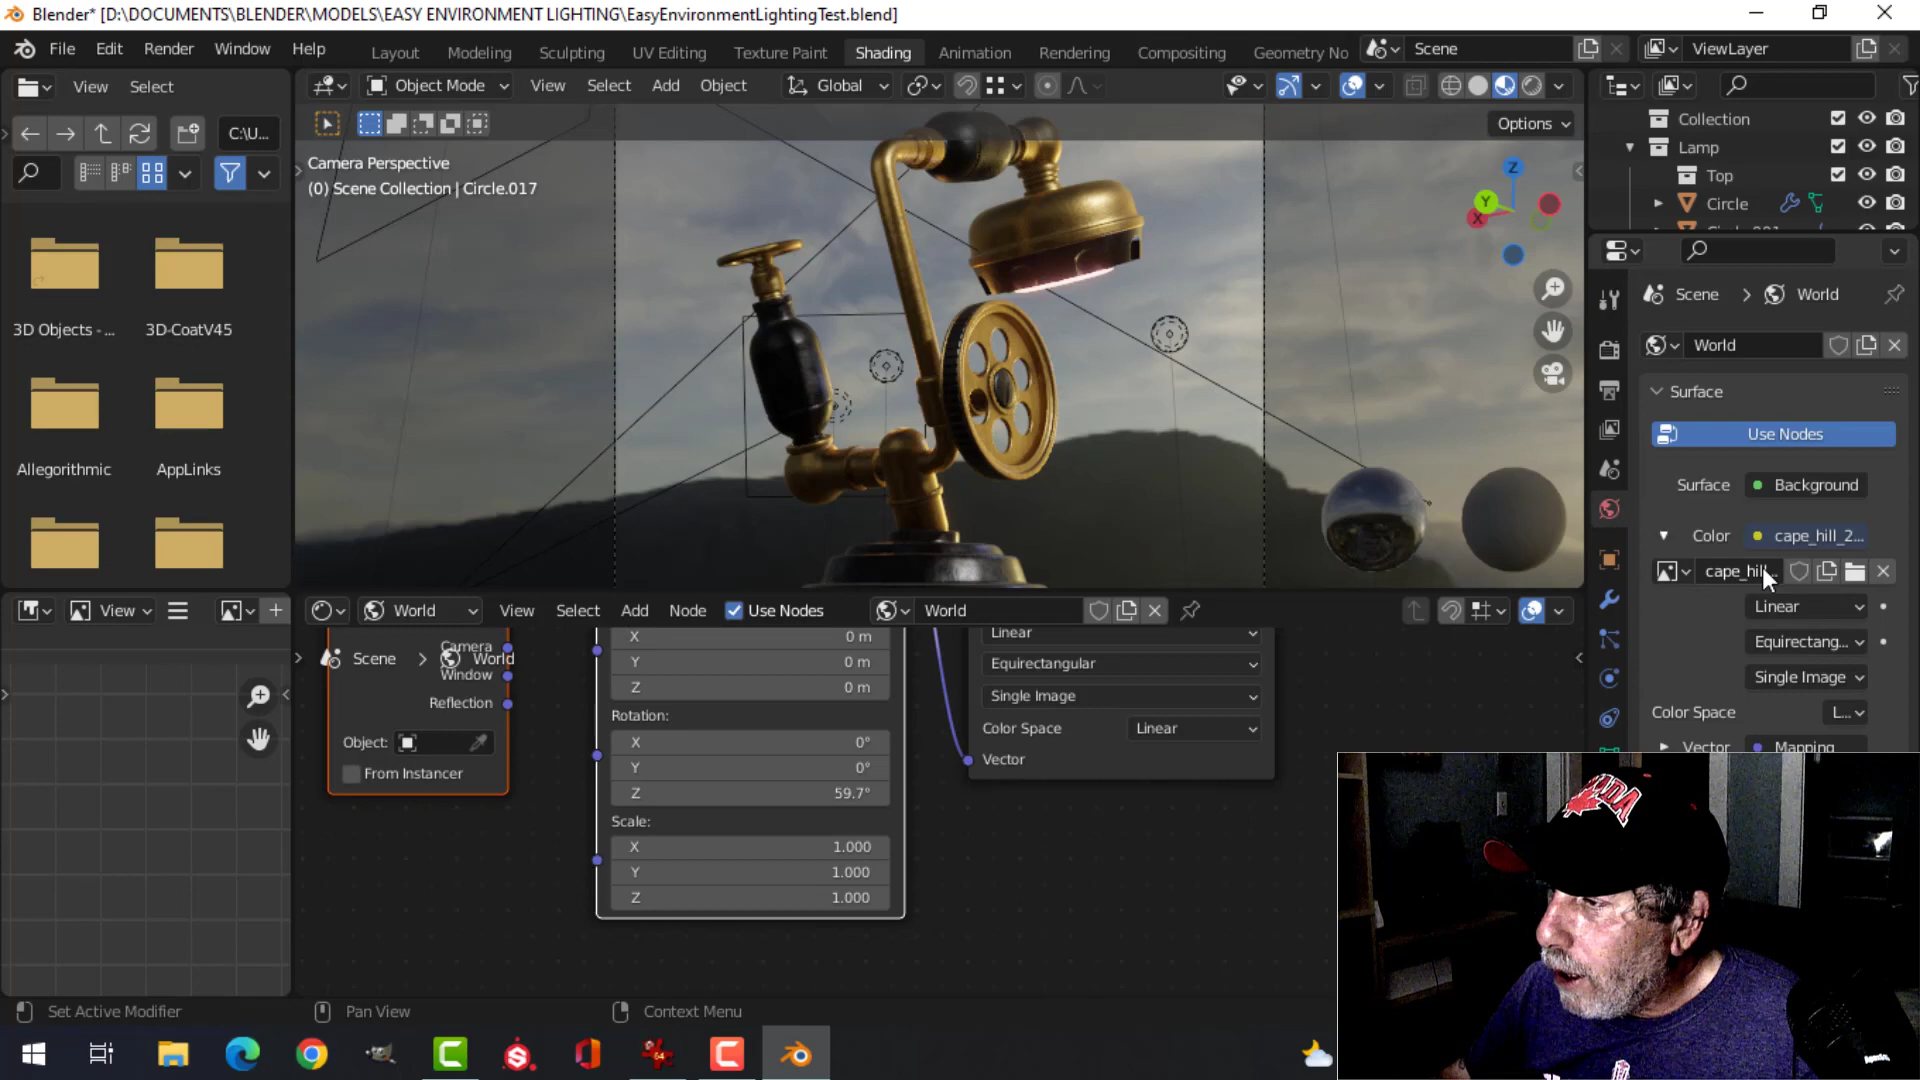 Blender* [D:\DOCUMENTS\BLENDER\MODELS\EASY ENVIRONMENT LIGHTING\EasyEnvironmentLightingTest.blend]
File Edit Render Window Help Layout Modeling Sculpting UV Editing Texture Paint Shading Animation Rendering Compositing Geometry No Scene ViewLayer
View Select Object Mode View Select Add Object Global
C:\U...
Options
Collection
Lamp
Top
Circle
Camera Perspective
(0) Scene Collection | Circle.017
Z
Y
X
3D Objects - ... 3D-CoatV45
Allegorithmic AppLinks
Scene > World
World
Surface
Use Nodes
Surface Background
Color cape_hill_2...
cape_hil
Linear
Equirectang...
Single Image
Color Space L...
Vector Mapping
View World View Select Add Node Use Nodes World
Scene > World
Camera
Window
Reflection
Object:
From Instancer
X 0 m
Y 0 m
Z 0 m
Rotation:
X 0°
Y 0°
Z 59.7°
Scale:
X 1.000
Y 1.000
Z 1.000
Linear
Equirectangular
Single Image
Color Space Linear
Vector
Set Active Modifier Pan View Context Menu